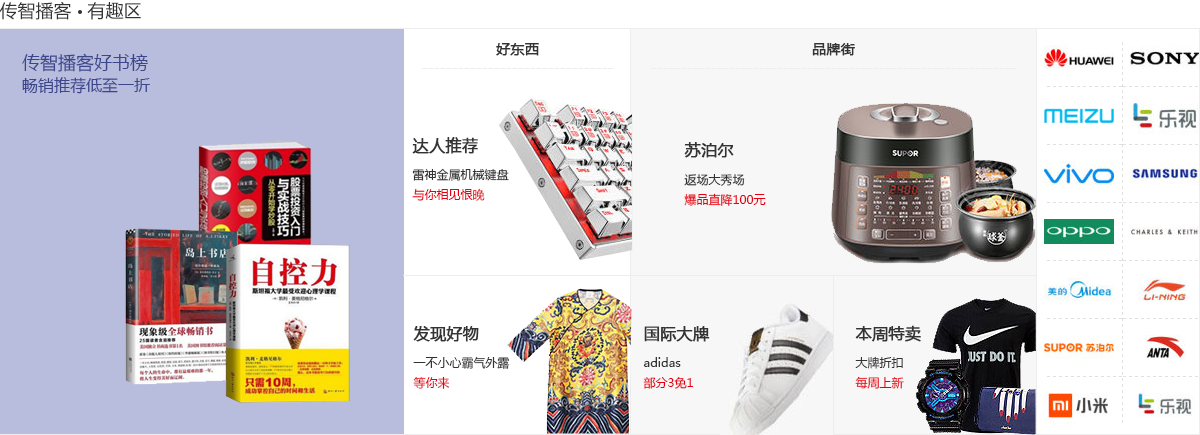 传智播客 • 有趣区
传智播客好书榜
畅销推荐低至一折
股票投资入门
与实战技巧
从零开始学炒股
THE STORIED LIFE OF A.J.FIKRY
岛上书店
现象级全球畅销书
自控力
斯坦福大学最受欢迎心理学课程
只需10周,
成功掌控自己的时间和生活
好东西
达人推荐
雷神金属机械键盘
与你相见恨晚
品牌街
苏泊尔
返场大秀场
爆品直降100元
SUPOR
发现好物
一不小心霸气外露
等你来
国际大牌
adidas
部分3免1
本周特卖
大牌折扣
每周上新
JUST DO IT.
HUAWEI
SONY
MEIZU
乐视
vivo
SAMSUNG
oppo
CHARLES & KEITH
美的 Midea
LI-NING
SUPOR 苏泊尔
ANTA
小米
乐视